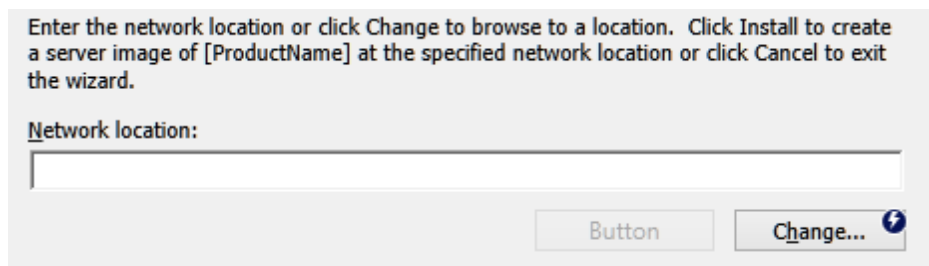 Enter the network location or click Change to browse to a location.  Click Install to create
a server image of [ProductName] at the specified network location or click Cancel to exit
the wizard.
Network location:
Button
Change...